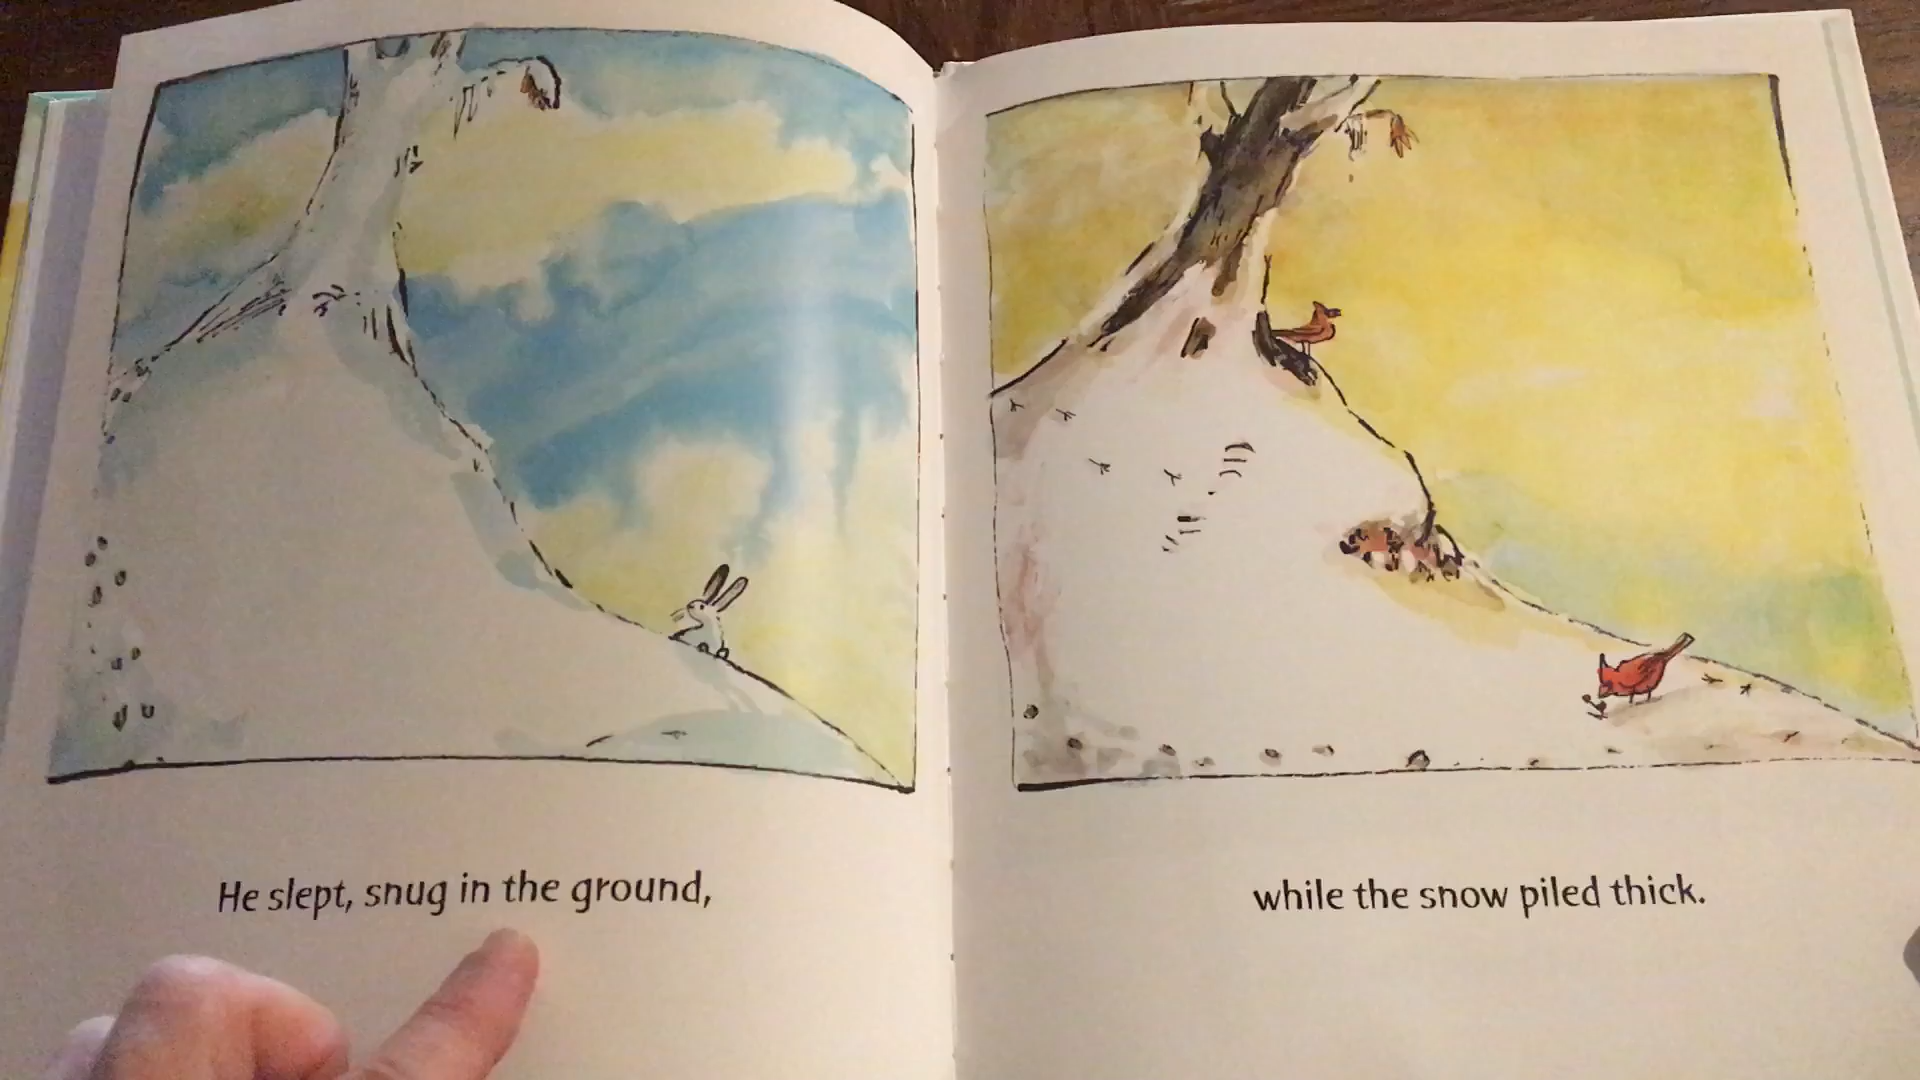 He slept, snug in the ground,
while the snow piled thick.